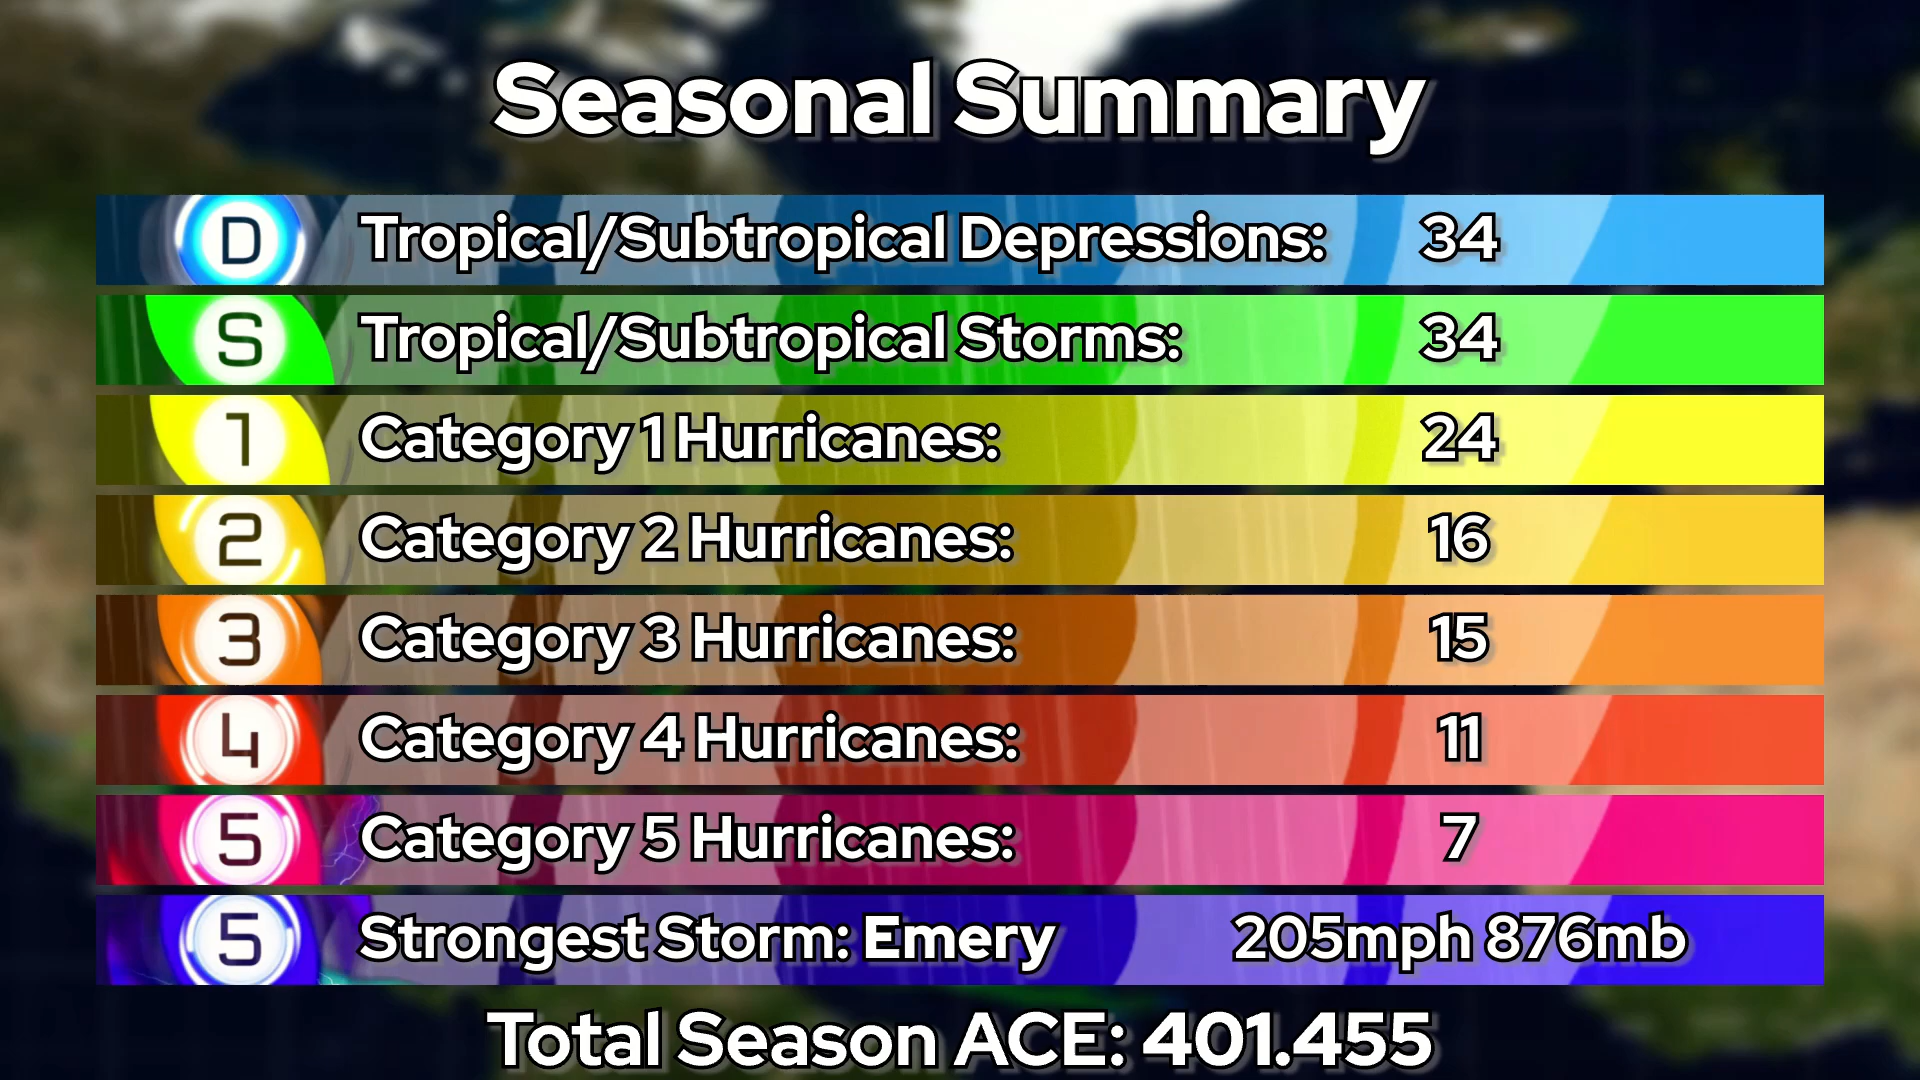 Seasonal Summary
D Tropical/Subtropical Depressions: 34
S Tropical/Subtropical Storms: 34
1 Category 1 Hurricanes: 24
2 Category 2 Hurricanes: 16
3 Category 3 Hurricanes: 15
4 Category 4 Hurricanes: 11
5 Category 5 Hurricanes: 7
5 Strongest Storm: Emery 205mph 876mb
Total Season ACE: 401.455